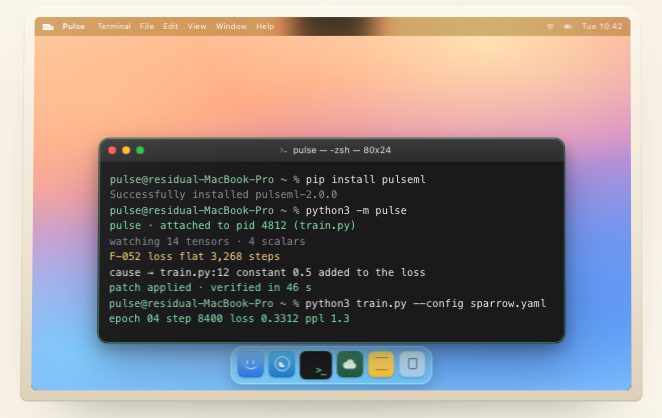 Pulse Terminal File Edit View Window Help Tue 10:42
pulse — -zsh — 80x24
pulse@residual-MacBook-Pro ~ % pip install pulseml
Successfully installed pulseml-2.0.0
pulse@residual-MacBook-Pro ~ % python3 -m pulse
pulse · attached to pid 4812 (train.py)
watching 14 tensors · 4 scalars
F-052 loss flat 3,268 steps
cause → train.py:12 constant 0.5 added to the loss
patch applied · verified in 46 s
pulse@residual-MacBook-Pro ~ % python3 train.py --config sparrow.yaml
epoch 04 step 8400 loss 0.3312 ppl 1.3
>_